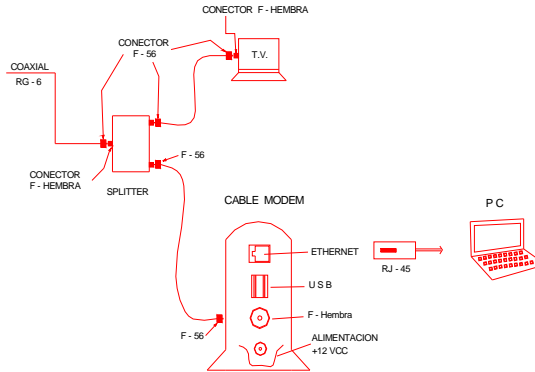 CONECTOR F - HEMBRA
CONECTOR
F - 56
T.V.
COAXIAL
RG - 6
CONECTOR
F - HEMBRA
SPLITTER
F - 56
CABLE MODEM
P C
ETHERNET
RJ - 45
U S B
F - Hembra
F - 56
ALIMENTACION
+12 VCC